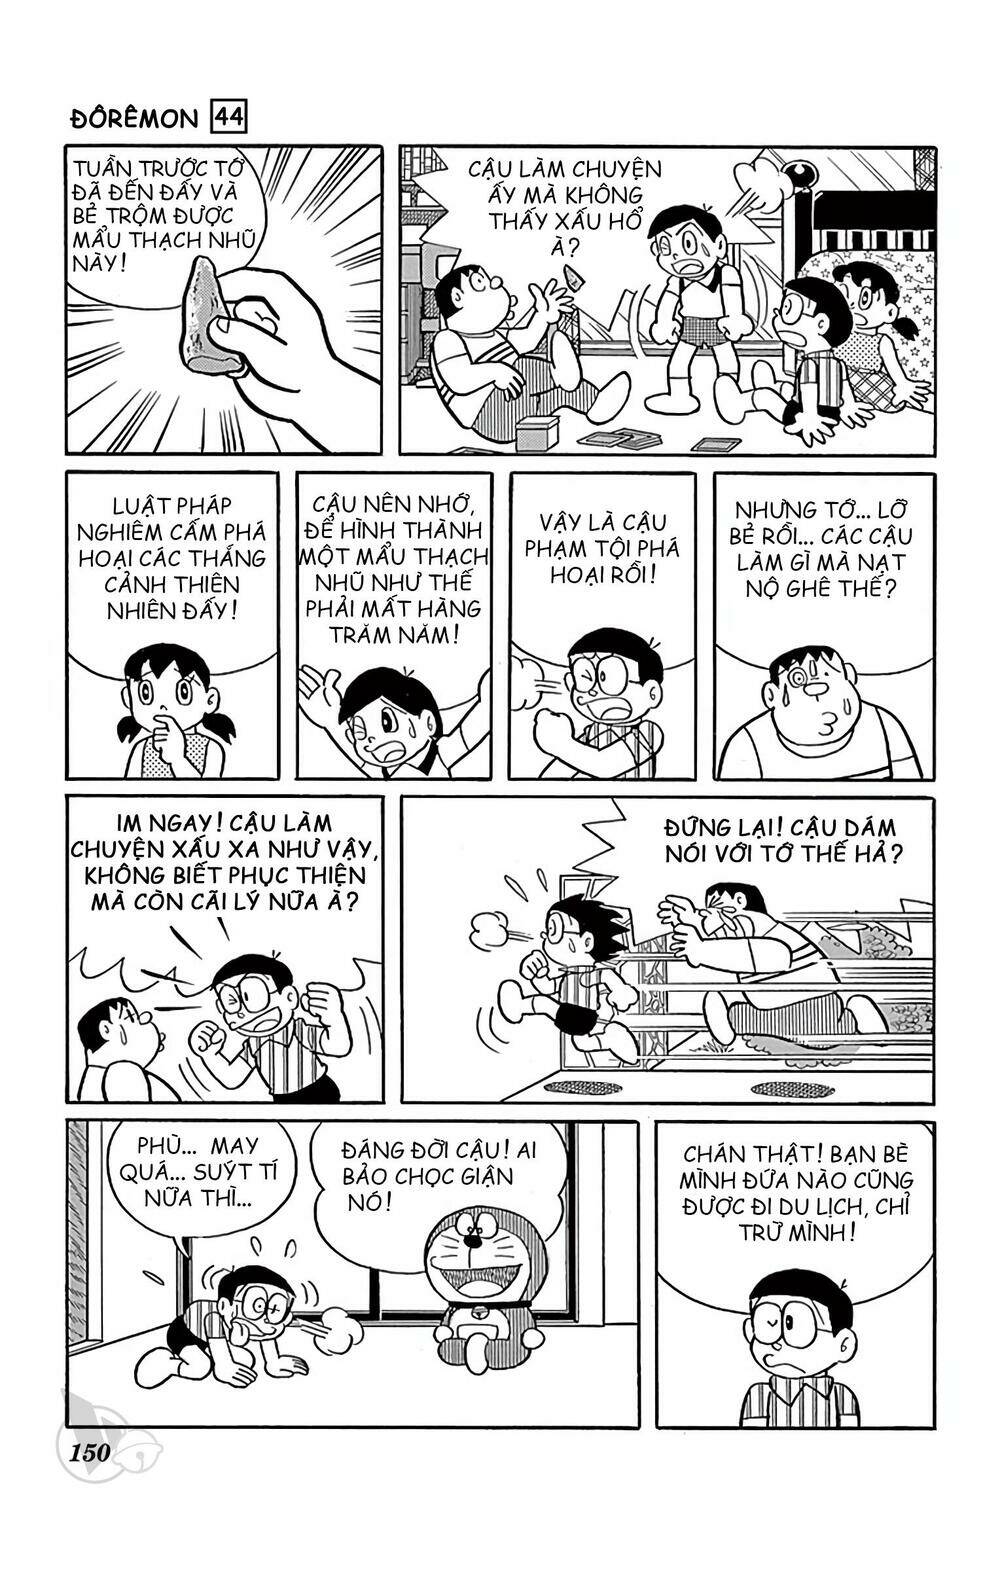 ĐÔRÊMON 44
TUẦN TRƯỚC TỚ
ĐÃ ĐẾN ĐẤY VÀ
BẺ TRỘM ĐƯỢC
MẨU THẠCH NHŨ
NÀY!
CẬU LÀM CHUYỆN
ẤY MÀ KHÔNG
THẤY XẤU HỔ
À?
LUẬT PHÁP
NGHIÊM CẤM PHÁ
HOẠI CÁC THẮNG
CẢNH THIÊN
NHIÊN ĐẤY!
CẬU NÊN NHỚ,
ĐỂ HÌNH THÀNH
MỘT MẨU THẠCH
NHŨ NHƯ THẾ
PHẢI MẤT HÀNG
TRĂM NĂM!
VẬY LÀ CẬU
PHẠM TỘI PHÁ
HOẠI RỒI!
NHƯNG TỚ... LỠ
BẺ RỒI... CÁC CẬU
LÀM GÌ MÀ NẠT
NỘ GHÊ THẾ?
IM NGAY! CẬU LÀM
CHUYỆN XẤU XA NHƯ VẬY,
KHÔNG BIẾT PHỤC THIỆN
MÀ CÒN CÃI LÝ NỮA À?
ĐỨNG LẠI! CẬU DÁM
NÓI VỚI TỚ THẾ HẢ?
PHÙ... MAY
QUÁ... SUÝT TÍ
NỮA THÌ...
ĐÁNG ĐỜI CẬU! AI
BẢO CHỌC GIẬN
NÓ!
CHÁN THẬT! BẠN BÈ
MÌNH ĐỨA NÀO CŨNG
ĐƯỢC ĐI DU LỊCH, CHỈ
TRỪ MÌNH!
150